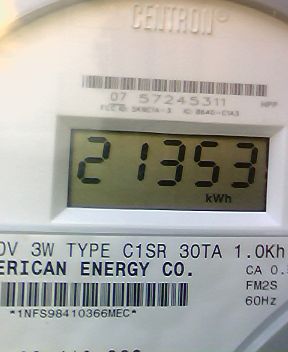 CENTRON®
07 57245311 HPP
21353
kWh
0V 3W TYPE C1SR 30TA 1.0Kh
ERICAN ENERGY CO. CA 0.
FM2S
*1NFS98410366MEC* 60Hz